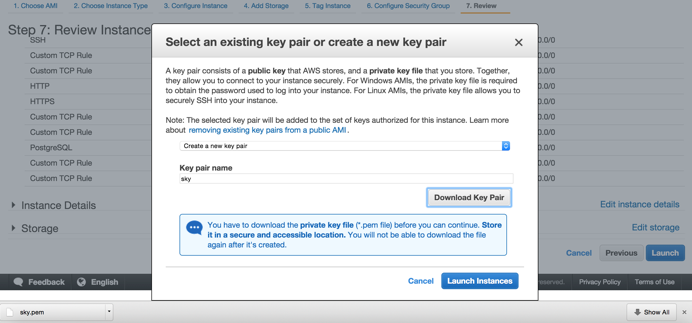 1. Choose AMI 2. Choose Instance Type 3. Configure Instance 4. Add Storage 5. Tag Instance 6. Configure Security Group 7. Review
Step 7: Review Instance
SSH
Custom TCP Rule
Custom TCP Rule
HTTP
HTTPS
Custom TCP Rule
Custom TCP Rule
PostgreSQL
Custom TCP Rule
Custom TCP Rule
Instance Details
Storage
Select an existing key pair or create a new key pair
A key pair consists of a public key that AWS stores, and a private key file that you store. Together,
they allow you to connect to your instance securely. For Windows AMIs, the private key file is required
to obtain the password used to log into your instance. For Linux AMIs, the private key file allows you to
securely SSH into your instance.
Note: The selected key pair will be added to the set of keys authorized for this instance. Learn more
about removing existing key pairs from a public AMI.
Create a new key pair
Key pair name
sky
Download Key Pair
You have to download the private key file (*.pem file) before you can continue. Store
it in a secure and accessible location. You will not be able to download the file
again after it's created.
Cancel Launch Instances
0.0/0
0.0/0
0.0/0
0.0/0
0.0/0
0.0/0
0.0/0
0.0/0
0.0/0
0.0/0
Edit instance details
Edit storage
Cancel Previous Launch
Feedback English reserved. Privacy Policy Terms of Use
sky.pem Show All